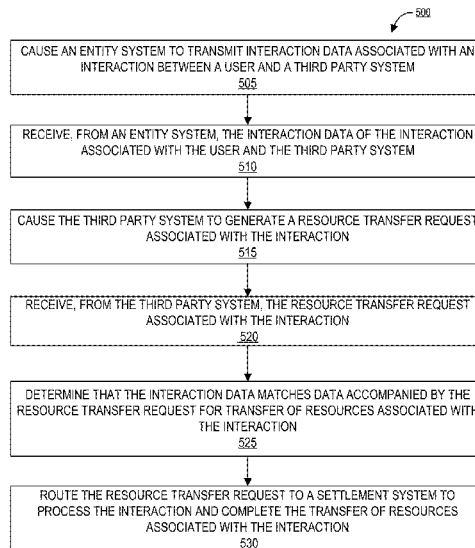 500
CAUSE AN ENTITY SYSTEM TO TRANSMIT INTERACTION DATA ASSOCIATED WITH AN
INTERACTION BETWEEN A USER AND A THIRD PARTY SYSTEM
505
RECEIVE, FROM AN ENTITY SYSTEM, THE INTERACTION DATA OF THE INTERACTION
ASSOCIATED WITH THE USER AND THE THIRD PARTY SYSTEM
510
CAUSE THE THIRD PARTY SYSTEM TO GENERATE A RESOURCE TRANSFER REQUEST
ASSOCIATED WITH THE INTERACTION
515
RECEIVE, FROM THE THIRD PARTY SYSTEM, THE RESOURCE TRANSFER REQUEST
ASSOCIATED WITH THE INTERACTION
520
DETERMINE THAT THE INTERACTION DATA MATCHES DATA ACCOMPANIED BY THE
RESOURCE TRANSFER REQUEST FOR TRANSFER OF RESOURCES ASSOCIATED WITH
THE INTERACTION
525
ROUTE THE RESOURCE TRANSFER REQUEST TO A SETTLEMENT SYSTEM TO
PROCESS THE INTERACTION AND COMPLETE THE TRANSFER OF RESOURCES
ASSOCIATED WITH THE INTERACTION
530